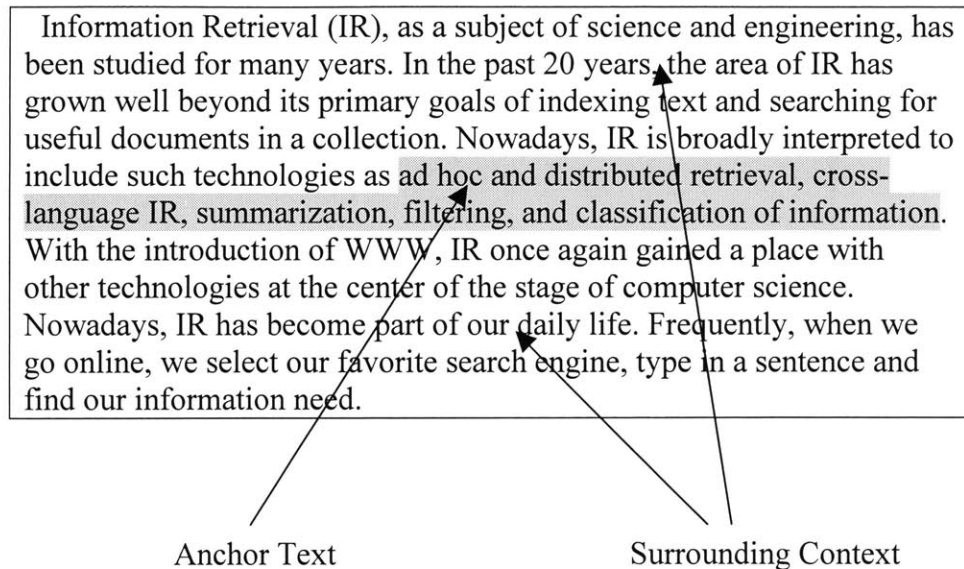 Information Retrieval (IR), as a subject of science and engineering, has
been studied for many years. In the past 20 years, the area of IR has
grown well beyond its primary goals of indexing text and searching for
useful documents in a collection. Nowadays, IR is broadly interpreted to
include such technologies as ad hoc and distributed retrieval, cross-
language IR, summarization, filtering, and classification of information.
With the introduction of WWW, IR once again gained a place with
other technologies at the center of the stage of computer science.
Nowadays, IR has become part of our daily life. Frequently, when we
go online, we select our favorite search engine, type in a sentence and
find our information need.
Anchor Text
Surrounding Context